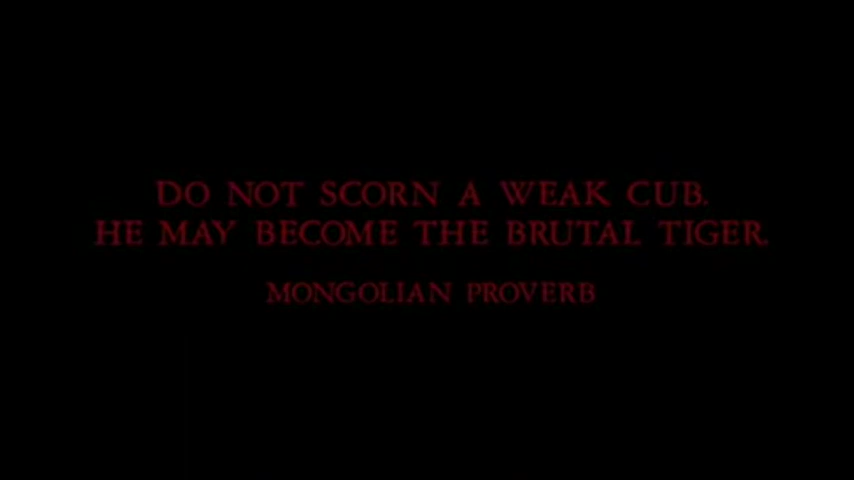 DO NOT SCORN A WEAK CUB.
HE MAY BECOME THE BRUTAL TIGER.
MONGOLIAN PROVERB